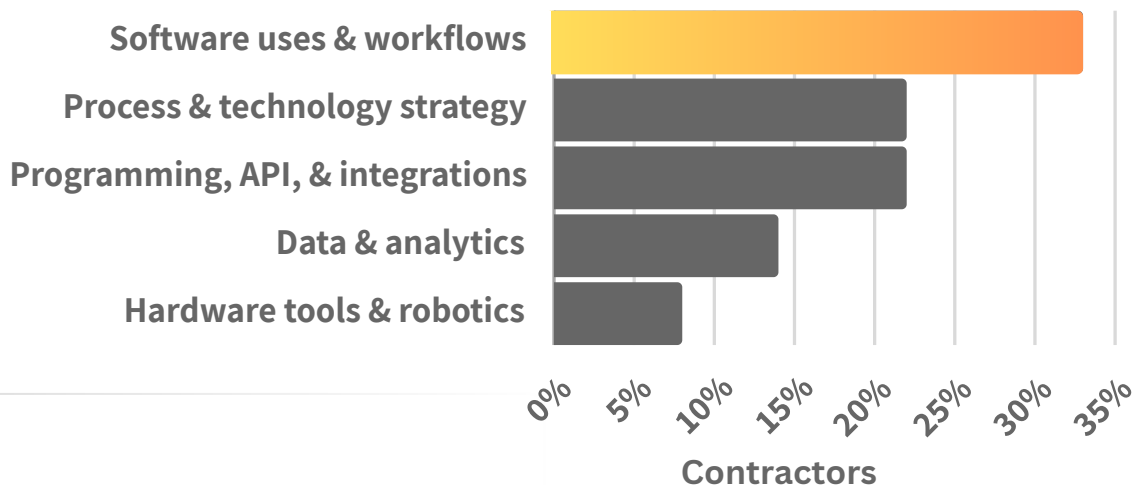 Software uses & workflows
Process & technology strategy
Programming, API, & integrations
Data & analytics
Hardware tools & robotics
0% 5% 10% 15% 20% 25% 30% 35%
Contractors